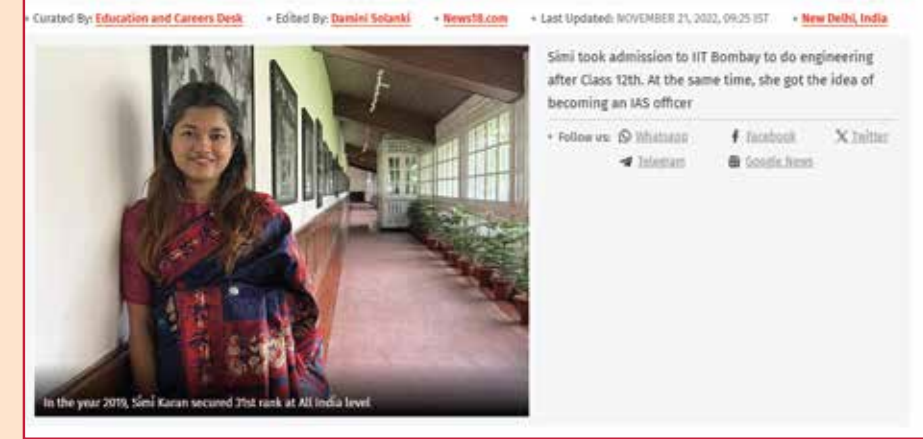 • Curated By: Education and Careers Desk • Edited By: Damini Solanki • News18.com • Last Updated: NOVEMBER 21, 2022, 09:25 IST • New Delhi, India
Simi took admission to IIT Bombay to do engineering
after Class 12th. At the same time, she got the idea of
becoming an IAS officer
• Follow us: Whatsapp Facebook Twitter
Telegram Google News
In the year 2019, Simi Karan secured 31st rank at All India level